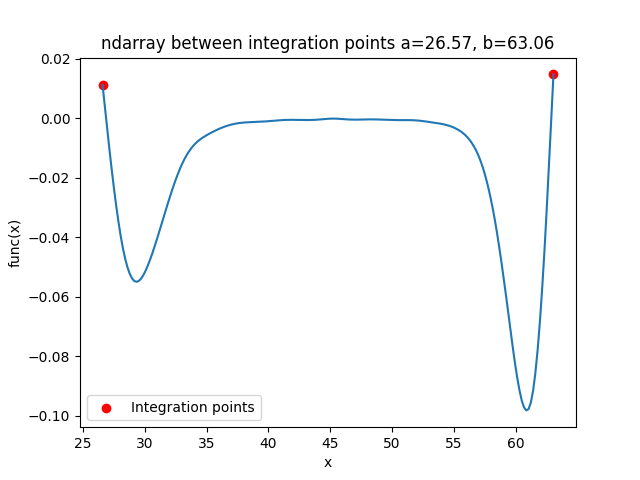 ndarray between integration points a=26.57, b=63.06
0.02
0.00
−0.02
−0.04
−0.06
−0.08
−0.10
func(x)
Integration points
25 30 35 40 45 50 55 60
x